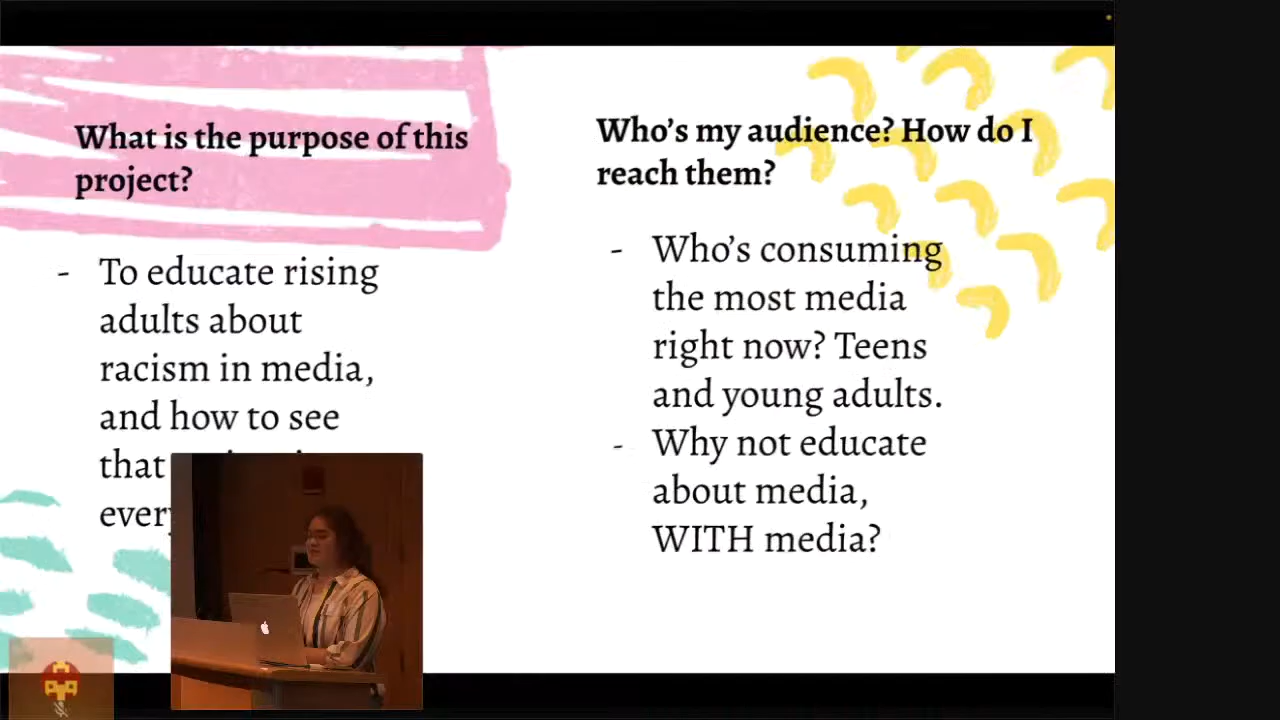 What is the purpose of this
project?
- To educate rising
adults about
racism in media,
and how to see
that
Who's my audience? How do I
reach them?
- Who's consuming
the most media
right now? Teens
and young adults.
- Why not educate
about media,
WITH media?